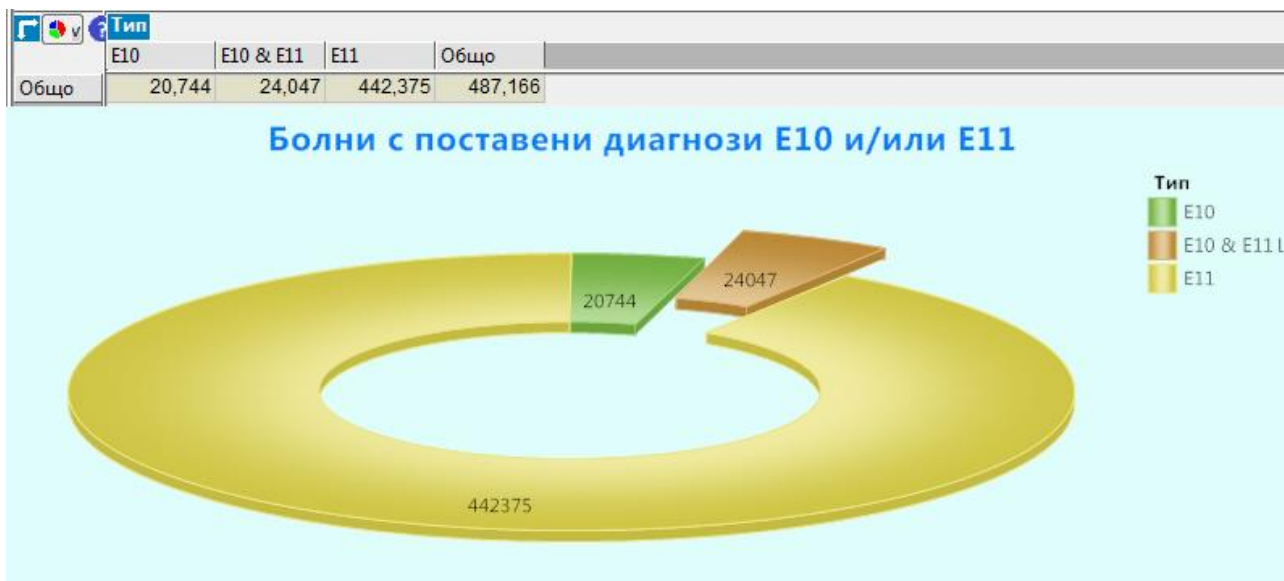 v ? Тип
E10 E10 & E11 E11 Общо
Общо 20,744 24,047 442,375 487,166
Болни с поставени диагнози E10 и/или E11
Тип
E10
E10 & E11
E11
20744
24047
442375